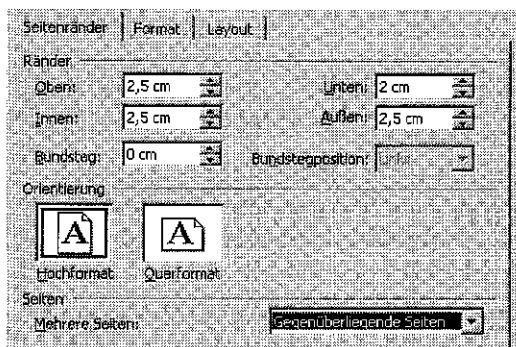 Seitenränder Format Layout
Ränder
Oben: 2,5 cm Unten: 2 cm
Innen: 2,5 cm Außen: 2,5 cm
Bundsteg: 0 cm Bundstegposition:
Orientierung
A A
Hochformat Querformat
Seiten
Mehrere Seiten: Gegenüberliegende Seiten